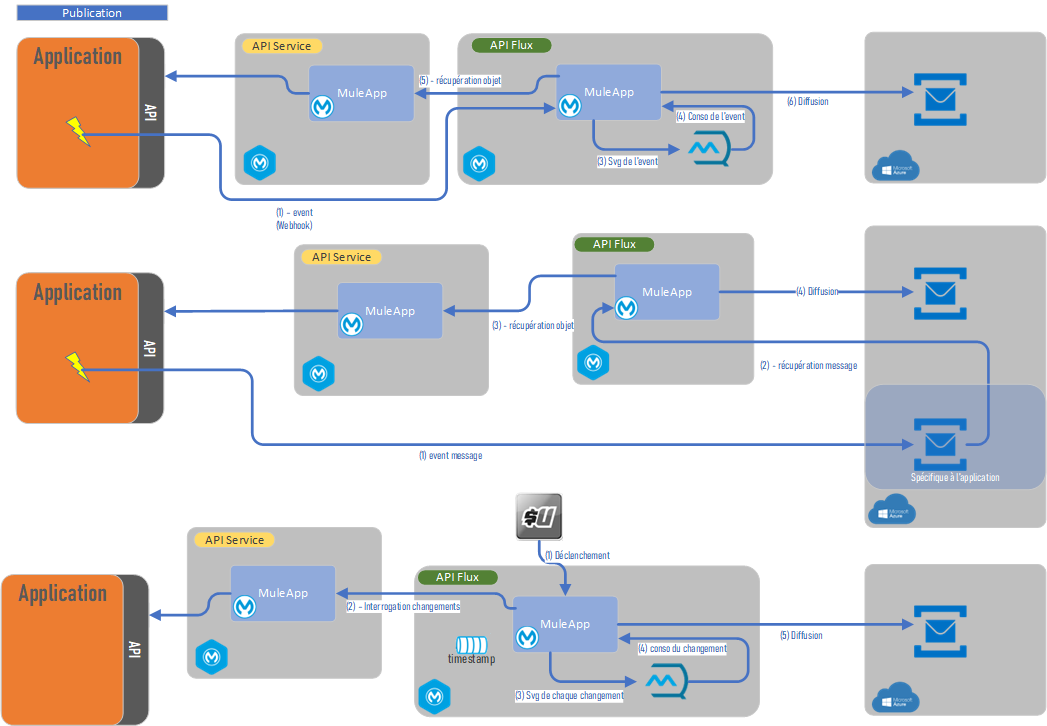 Publication
Application
API
API Service
MuleApp
API Flux
MuleApp
(5) - récupération objet
(4) Conso de l'event
(3) Svg de l'event
(6) Diffusion
Microsoft
Azure
(1) - event
(Webhook)
Application
API
API Service
MuleApp
API Flux
MuleApp
(3) - récupération objet
(4) Diffusion
(2) - récupération message
(1) event message
Spécifique à l'application
Microsoft
Azure
$U
(1) Déclenchement
Application
API
API Service
MuleApp
API Flux
MuleApp
(2) - Interrogation changements
timestamp
(4) conso du changement
(3) Svg de chaque changement
(5) Diffusion
Microsoft
Azure